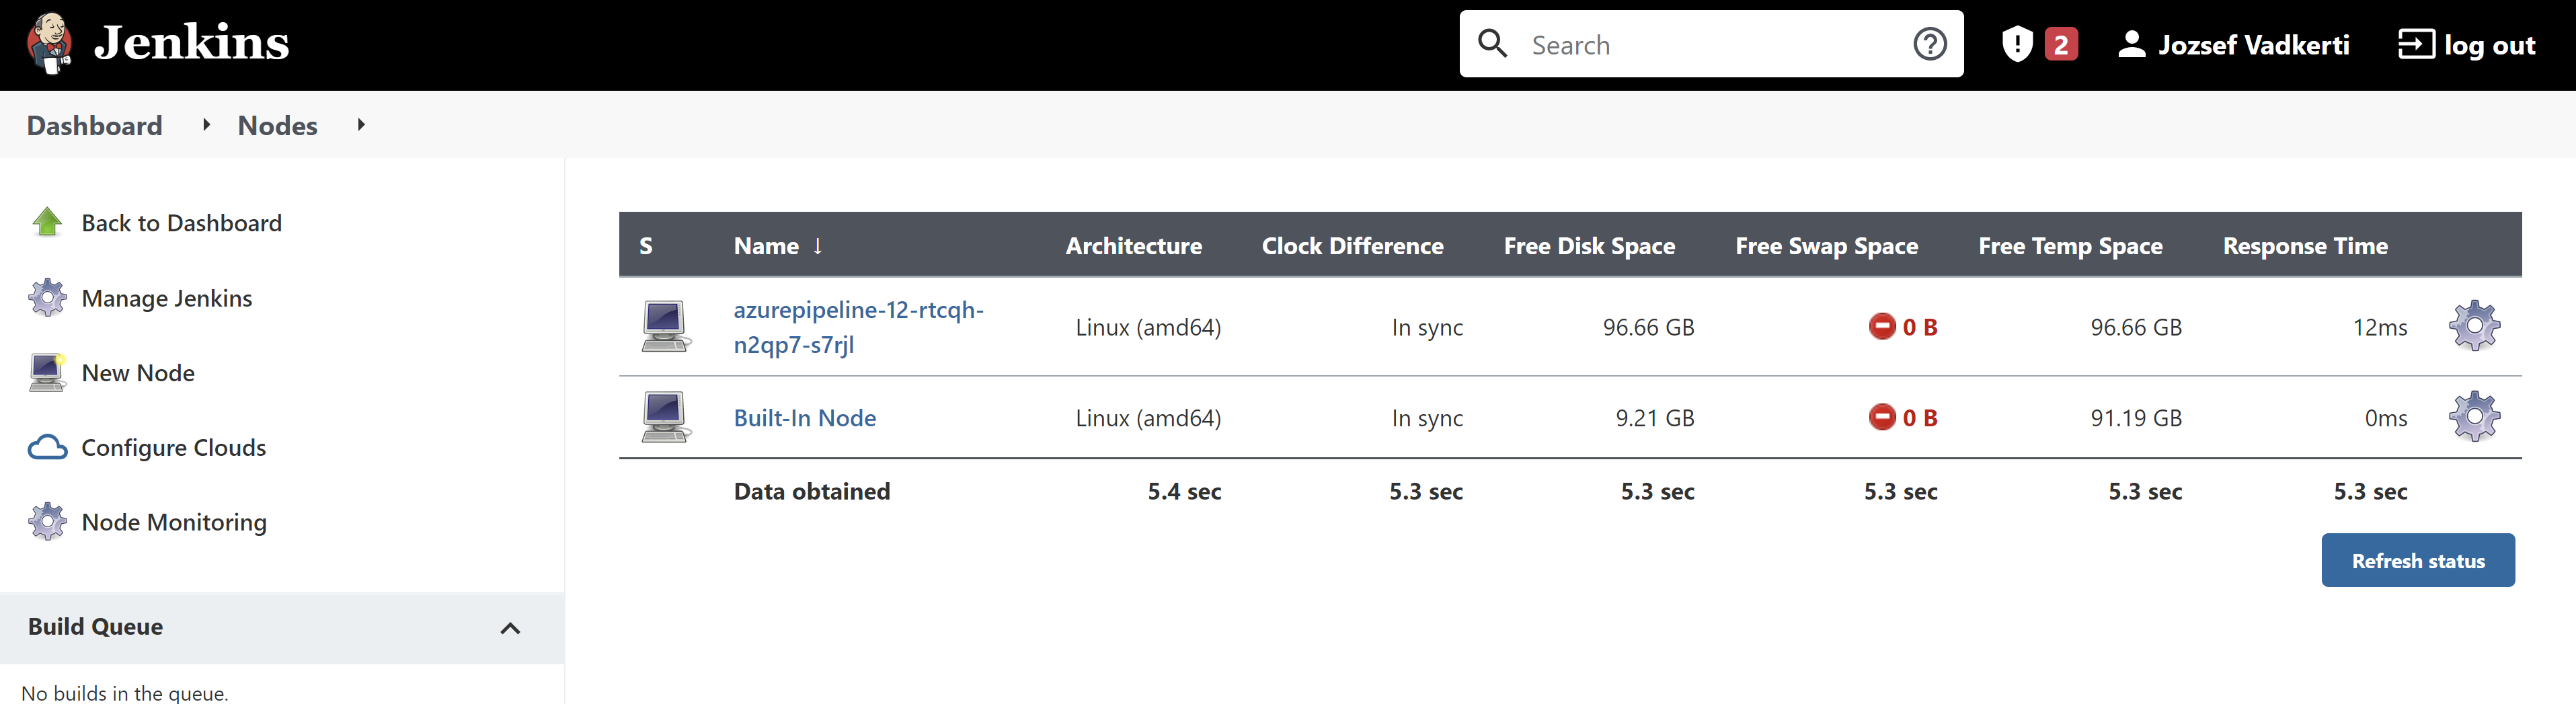 Jenkins
Search
2
Jozsef Vadkerti
log out
Dashboard
Nodes
Back to Dashboard
Manage Jenkins
New Node
Configure Clouds
Node Monitoring
Build Queue
No builds in the queue.
S Name ↓ Architecture Clock Difference Free Disk Space Free Swap Space Free Temp Space Response Time
azurepipeline-12-rtcqh-
n2qp7-s7rjl Linux (amd64) In sync 96.66 GB 0 B 96.66 GB 12ms
Built-In Node Linux (amd64) In sync 9.21 GB 0 B 91.19 GB 0ms
Data obtained 5.4 sec 5.3 sec 5.3 sec 5.3 sec 5.3 sec 5.3 sec
Refresh status